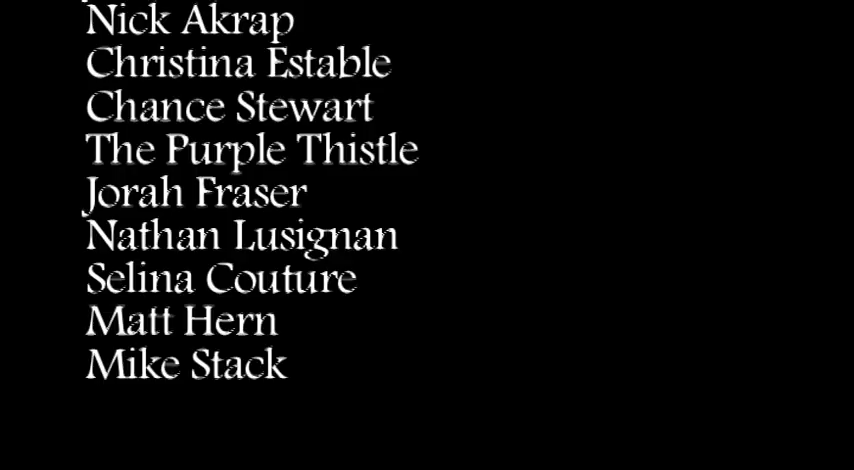 Nick Akrap
Christina Estable
Chance Stewart
The Purple Thistle
Jorah Fraser
Nathan Lusignan
Selina Couture
Matt Hern
Mike Stack